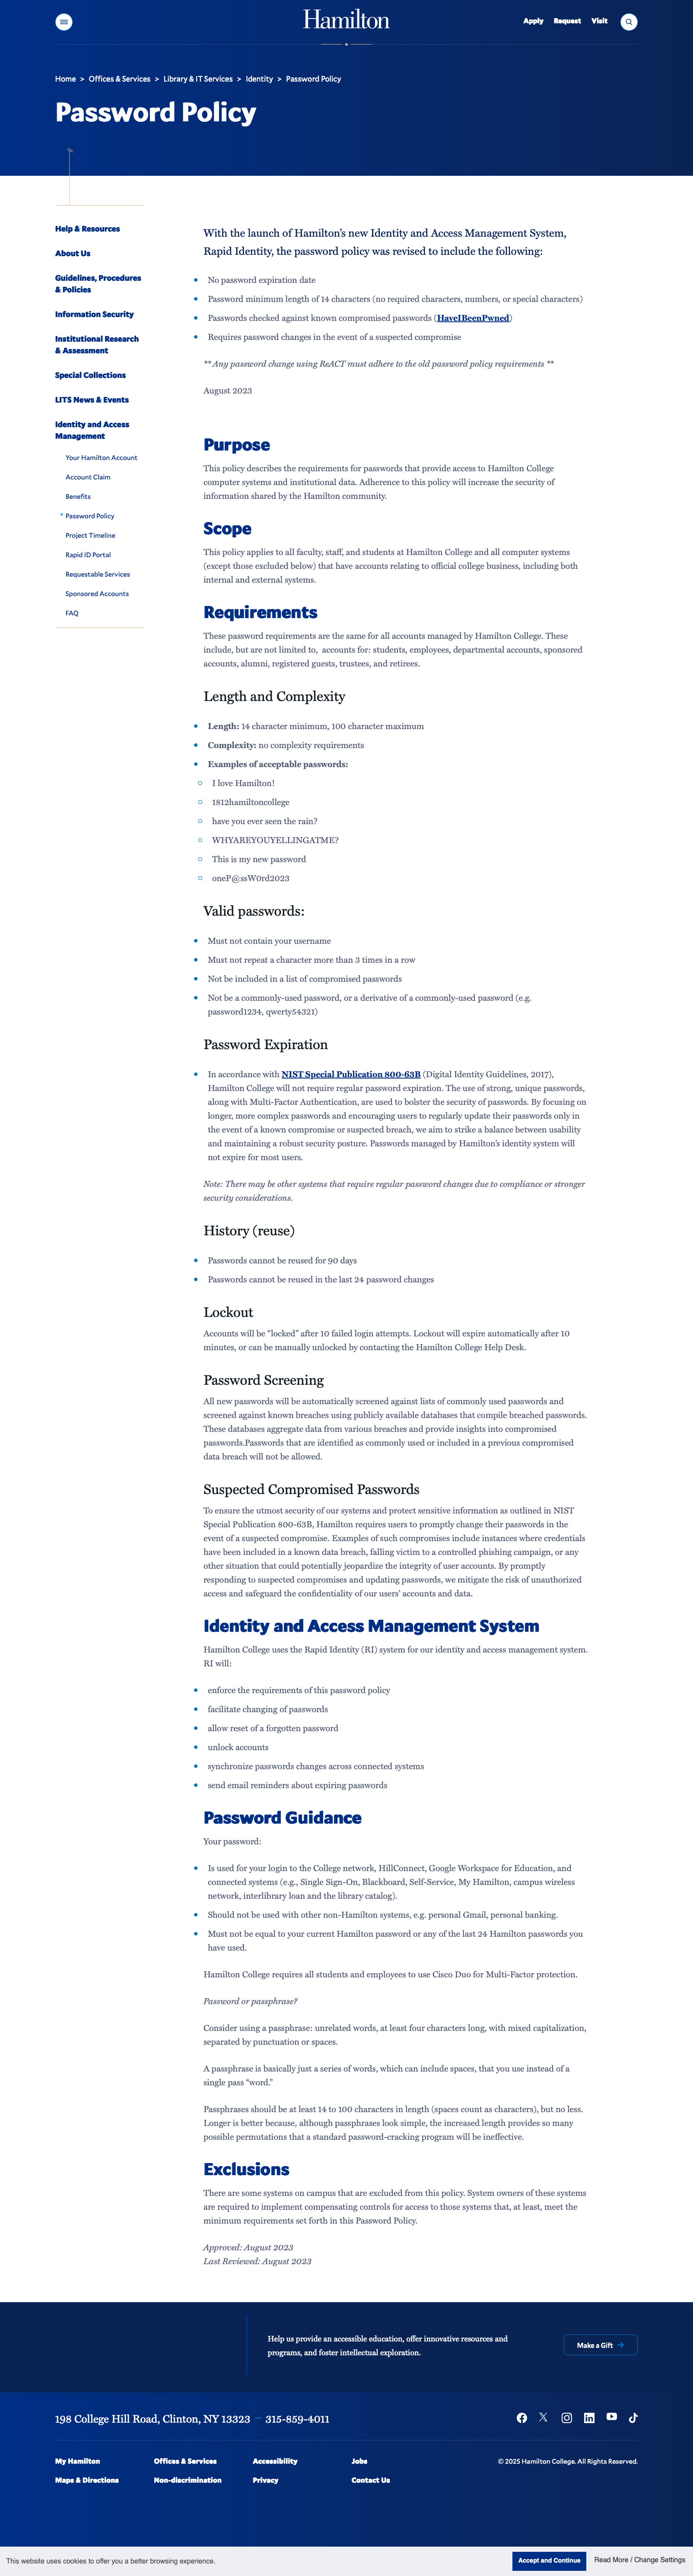 Hamilton
Apply Request Visit
Home > Offices & Services > Library & IT Services > Identity > Password Policy
Password Policy
Help & Resources
About Us
Guidelines, Procedures
& Policies
Information Security
Institutional Research
& Assessment
Special Collections
LITS News & Events
Identity and Access
Management
Your Hamilton Account
Account Claim
Benefits
Password Policy
Project Timeline
Rapid ID Portal
Requestable Services
Sponsored Accounts
FAQ
With the launch of Hamilton's new Identity and Access Management System,
Rapid Identity, the password policy was revised to include the following:
No password expiration date
Password minimum length of 14 characters (no required characters, numbers, or special characters)
Passwords checked against known compromised passwords (HaveIBeenPwned)
Requires password changes in the event of a suspected compromise
** Any password change using ReACT must adhere to the old password policy requirements **
August 2023
Purpose
This policy describes the requirements for passwords that provide access to Hamilton College
computer systems and institutional data. Adherence to this policy will increase the security of
information shared by the Hamilton community.
Scope
This policy applies to all faculty, staff, and students at Hamilton College and all computer systems
(except those excluded below) that have accounts relating to official college business, including both
internal and external systems.
Requirements
These password requirements are the same for all accounts managed by Hamilton College. These
include, but are not limited to,  accounts for: students, employees, departmental accounts, sponsored
accounts, alumni, registered guests, trustees, and retirees.
Length and Complexity
Length: 14 character minimum, 100 character maximum
Complexity: no complexity requirements
Examples of acceptable passwords:
I love Hamilton!
1812hamiltoncollege
have you ever seen the rain?
WHYAREYOUYELLINGATME?
This is my new password
oneP@ssW0rd2023
Valid passwords:
Must not contain your username
Must not repeat a character more than 3 times in a row
Not be included in a list of compromised passwords
Not be a commonly-used password, or a derivative of a commonly-used password (e.g.
password1234, qwerty54321)
Password Expiration
In accordance with NIST Special Publication 800-63B (Digital Identity Guidelines, 2017),
Hamilton College will not require regular password expiration. The use of strong, unique passwords,
along with Multi-Factor Authentication, are used to bolster the security of passwords. By focusing on
longer, more complex passwords and encouraging users to regularly update their passwords only in
the event of a known compromise or suspected breach, we aim to strike a balance between usability
and maintaining a robust security posture. Passwords managed by Hamilton's identity system will
not expire for most users.
Note: There may be other systems that require regular password changes due to compliance or stronger
security considerations.
History (reuse)
Passwords cannot be reused for 90 days
Passwords cannot be reused in the last 24 password changes
Lockout
Accounts will be "locked" after 10 failed login attempts. Lockout will expire automatically after 10
minutes, or can be manually unlocked by contacting the Hamilton College Help Desk.
Password Screening
All new passwords will be automatically screened against lists of commonly used passwords and
screened against known breaches using publicly available databases that compile breached passwords.
These databases aggregate data from various breaches and provide insights into compromised
passwords.Passwords that are identified as commonly used or included in a previous compromised
data breach will not be allowed.
Suspected Compromised Passwords
To ensure the utmost security of our systems and protect sensitive information as outlined in NIST
Special Publication 800-63B, Hamilton requires users to promptly change their passwords in the
event of a suspected compromise. Examples of such compromises include instances where credentials
have been included in a known data breach, falling victim to a controlled phishing campaign, or any
other situation that could potentially jeopardize the integrity of user accounts. By promptly
responding to suspected compromises and updating passwords, we mitigate the risk of unauthorized
access and safeguard the confidentiality of our users' accounts and data.
Identity and Access Management System
Hamilton College uses the Rapid Identity (RI) system for our identity and access management system.
RI will:
enforce the requirements of this password policy
facilitate changing of passwords
allow reset of a forgotten password
unlock accounts
synchronize passwords changes across connected systems
send email reminders about expiring passwords
Password Guidance
Your password:
Is used for your login to the College network, HillConnect, Google Workspace for Education, and
connected systems (e.g., Single Sign-On, Blackboard, Self-Service, My Hamilton, campus wireless
network, interlibrary loan and the library catalog).
Should not be used with other non-Hamilton systems, e.g. personal Gmail, personal banking.
Must not be equal to your current Hamilton password or any of the last 24 Hamilton passwords you
have used.
Hamilton College requires all students and employees to use Cisco Duo for Multi-Factor protection.
Password or passphrase?
Consider using a passphrase: unrelated words, at least four characters long, with mixed capitalization,
separated by punctuation or spaces.
A passphrase is basically just a series of words, which can include spaces, that you use instead of a
single pass "word."
Passphrases should be at least 14 to 100 characters in length (spaces count as characters), but no less.
Longer is better because, although passphrases look simple, the increased length provides so many
possible permutations that a standard password-cracking program will be ineffective.
Exclusions
There are some systems on campus that are excluded from this policy. System owners of these systems
are required to implement compensating controls for access to those systems that, at least, meet the
minimum requirements set forth in this Password Policy.
Approved: August 2023
Last Reviewed: August 2023
Help us provide an accessible education, offer innovative resources and
programs, and foster intellectual exploration.
Make a Gift
198 College Hill Road, Clinton, NY 13323 — 315-859-4011
My Hamilton Offices & Services Accessibility Jobs
© 2025 Hamilton College. All Rights Reserved.
Maps & Directions Non-discrimination Privacy Contact Us
This website uses cookies to offer you a better browsing experience.
Accept and Continue
Read More / Change Settings